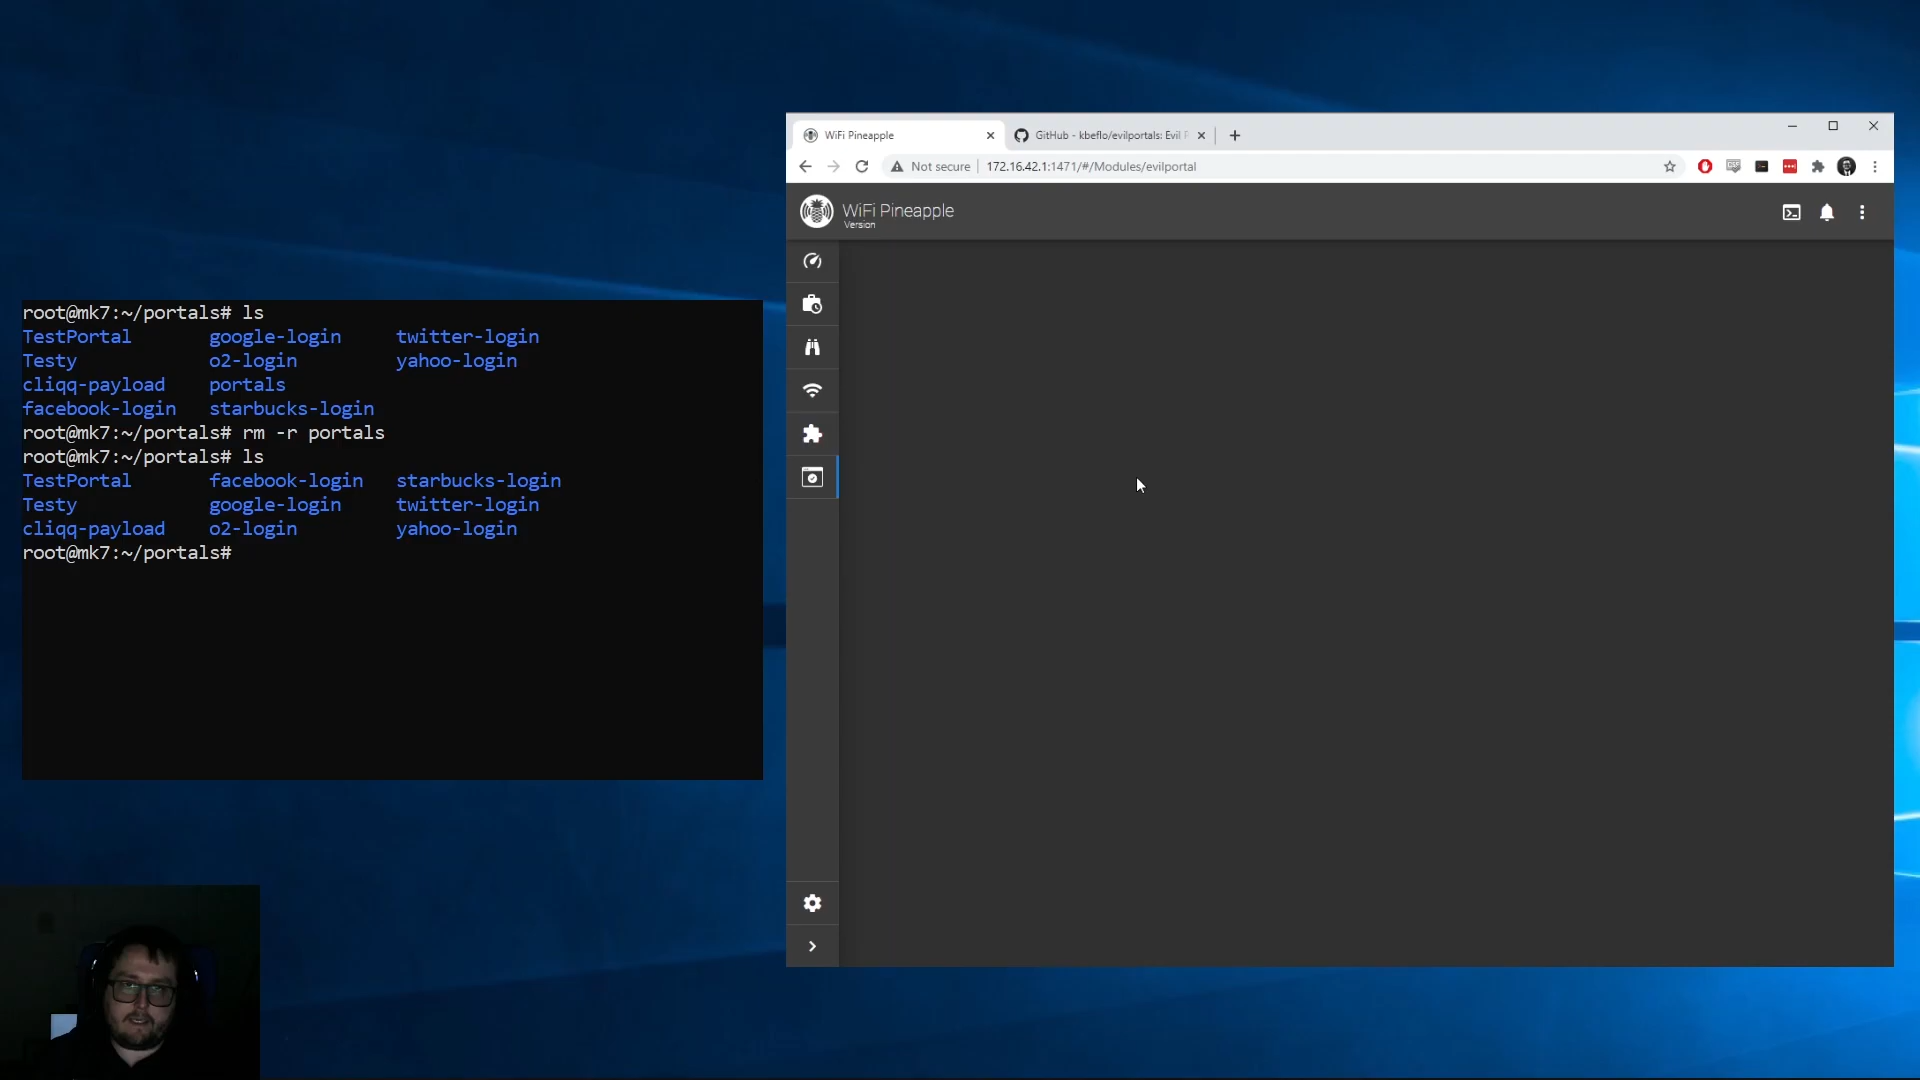 root@mk7:~/portals# ls
TestPortal google-login twitter-login
Testy o2-login yahoo-login
cliqq-payload portals
facebook-login starbucks-login
root@mk7:~/portals# rm -r portals
root@mk7:~/portals# ls
TestPortal facebook-login starbucks-login
Testy google-login twitter-login
cliqq-payload o2-login yahoo-login
root@mk7:~/portals#
WiFi Pineapple
GitHub - kbeflo/evilportals: Evil
Not secure
172.16.42.1:1471/#/Modules/evilportal
WiFi Pineapple
Version